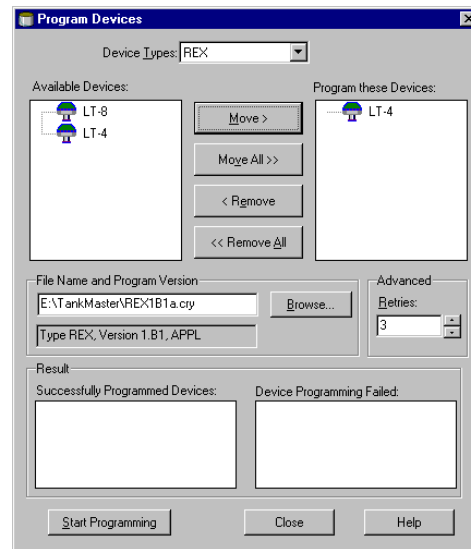 Program Devices
Device Types: REX
Available Devices:
Program these Devices:
LT-8
LT-4
LT-4
Move >
Move All >>
< Remove
<< Remove All
File Name and Program Version
E:\TankMaster\REX1B1a.cry
Browse...
Type REX, Version 1.B1, APPL
Advanced
Retries:
3
Result
Successfully Programmed Devices:
Device Programming Failed:
Start Programming
Close
Help